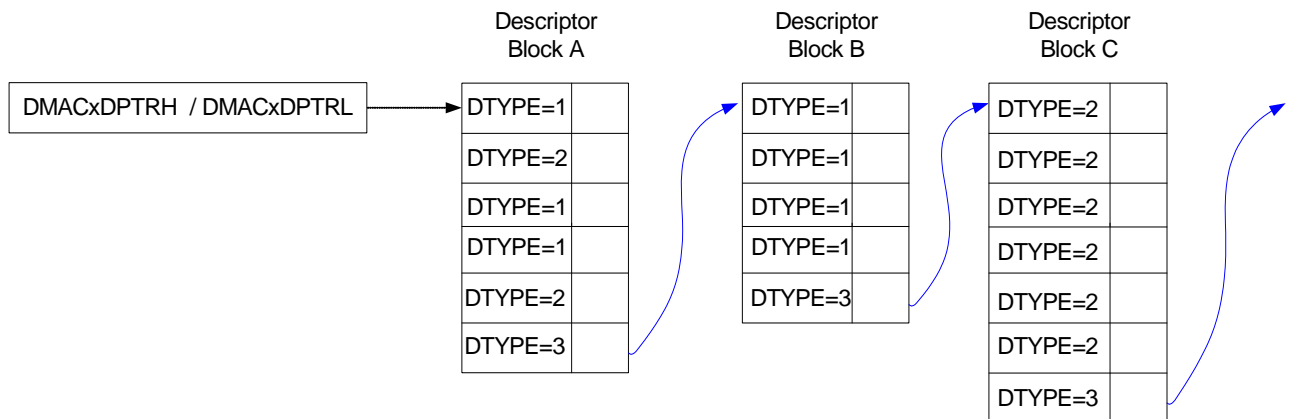 Descriptor
Block A
Descriptor
Block B
Descriptor
Block C
DMACxDPTRH / DMACxDPTRL
DTYPE=1
DTYPE=2
DTYPE=1
DTYPE=1
DTYPE=2
DTYPE=3
DTYPE=1
DTYPE=1
DTYPE=1
DTYPE=1
DTYPE=3
DTYPE=2
DTYPE=2
DTYPE=2
DTYPE=2
DTYPE=2
DTYPE=2
DTYPE=3